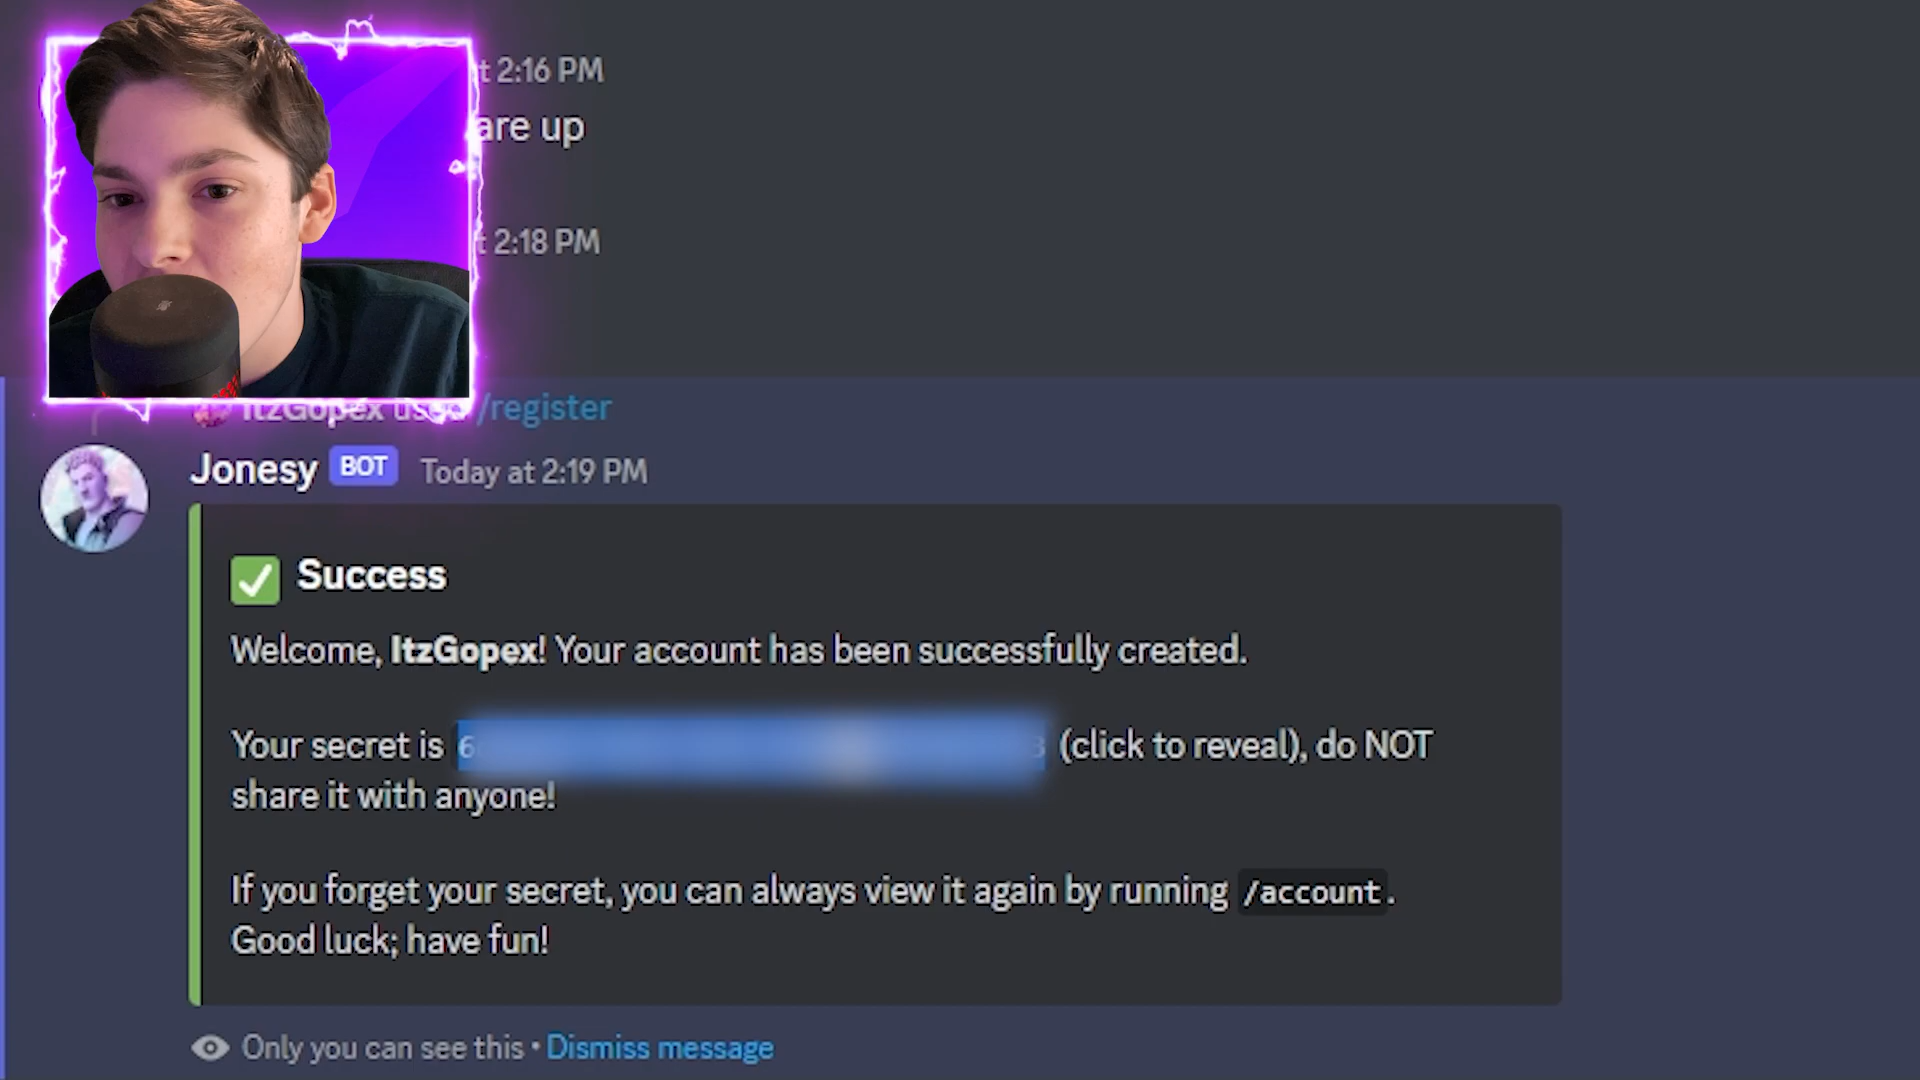 t 2:16 PM
are up
t 2:18 PM
ItzGopex used /register
Jonesy BOT Today at 2:19 PM
Success
Welcome, ItzGopex! Your account has been successfully created.
Your secret is (click to reveal), do NOT
share it with anyone!
If you forget your secret, you can always view it again by running /account.
Good luck; have fun!
Only you can see this • Dismiss message